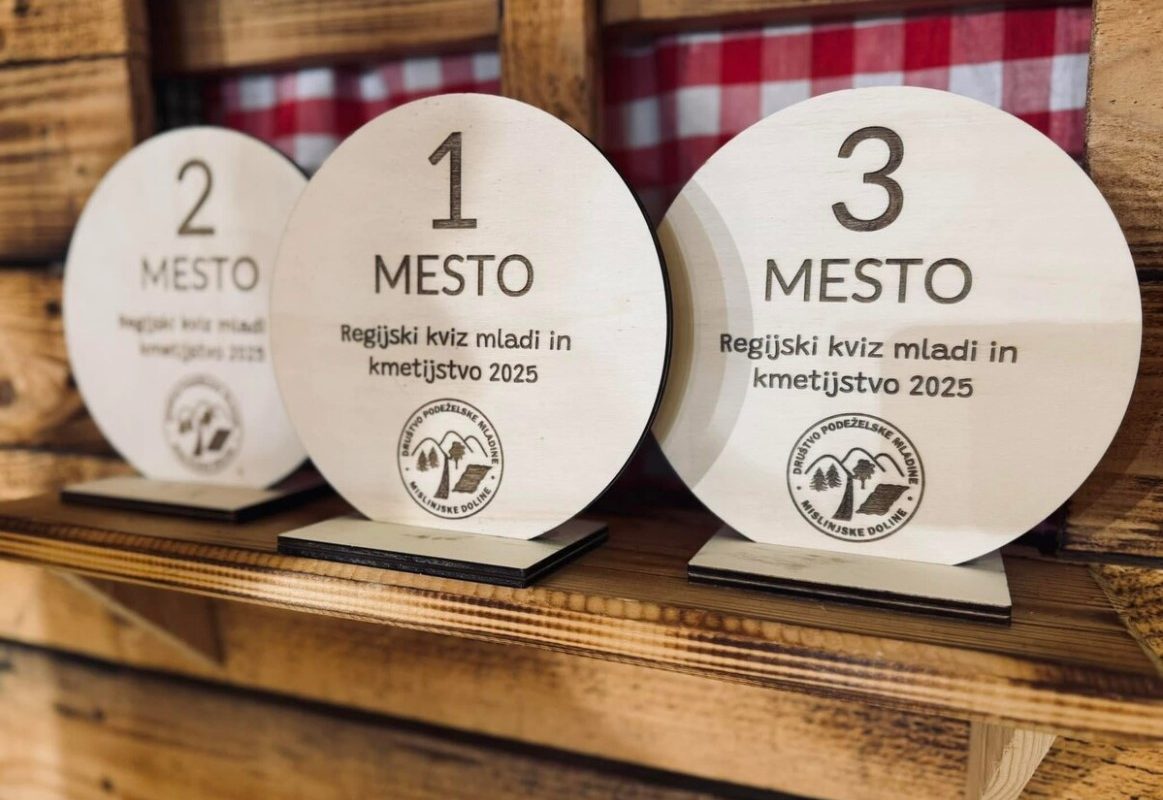 2
MESTO
Regijski kviz mladi
kmetijstvo 2025
1
MESTO
Regijski kviz mladi in
kmetijstvo 2025
DRUŠTVO PODEŽELSKE MLADINE
MISLINJSKE DOLINE
3
MESTO
Regijski kviz mladi in
kmetijstvo 2025
DRUŠTVO PODEŽELSKE MLADINE
MISLINJSKE DOLINE